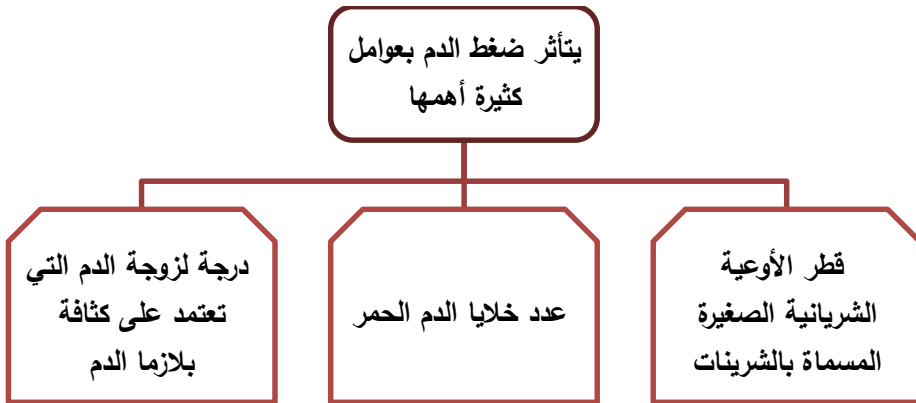 يتأثر ضغط الدم بعوامل
كثيرة أهمها
قطر الأوعية
الشريانية الصغيرة
المسماة بالشرينات
عدد خلايا الدم الحمر
درجة لزوجة الدم التي
تعتمد على كثافة
بلازما الدم